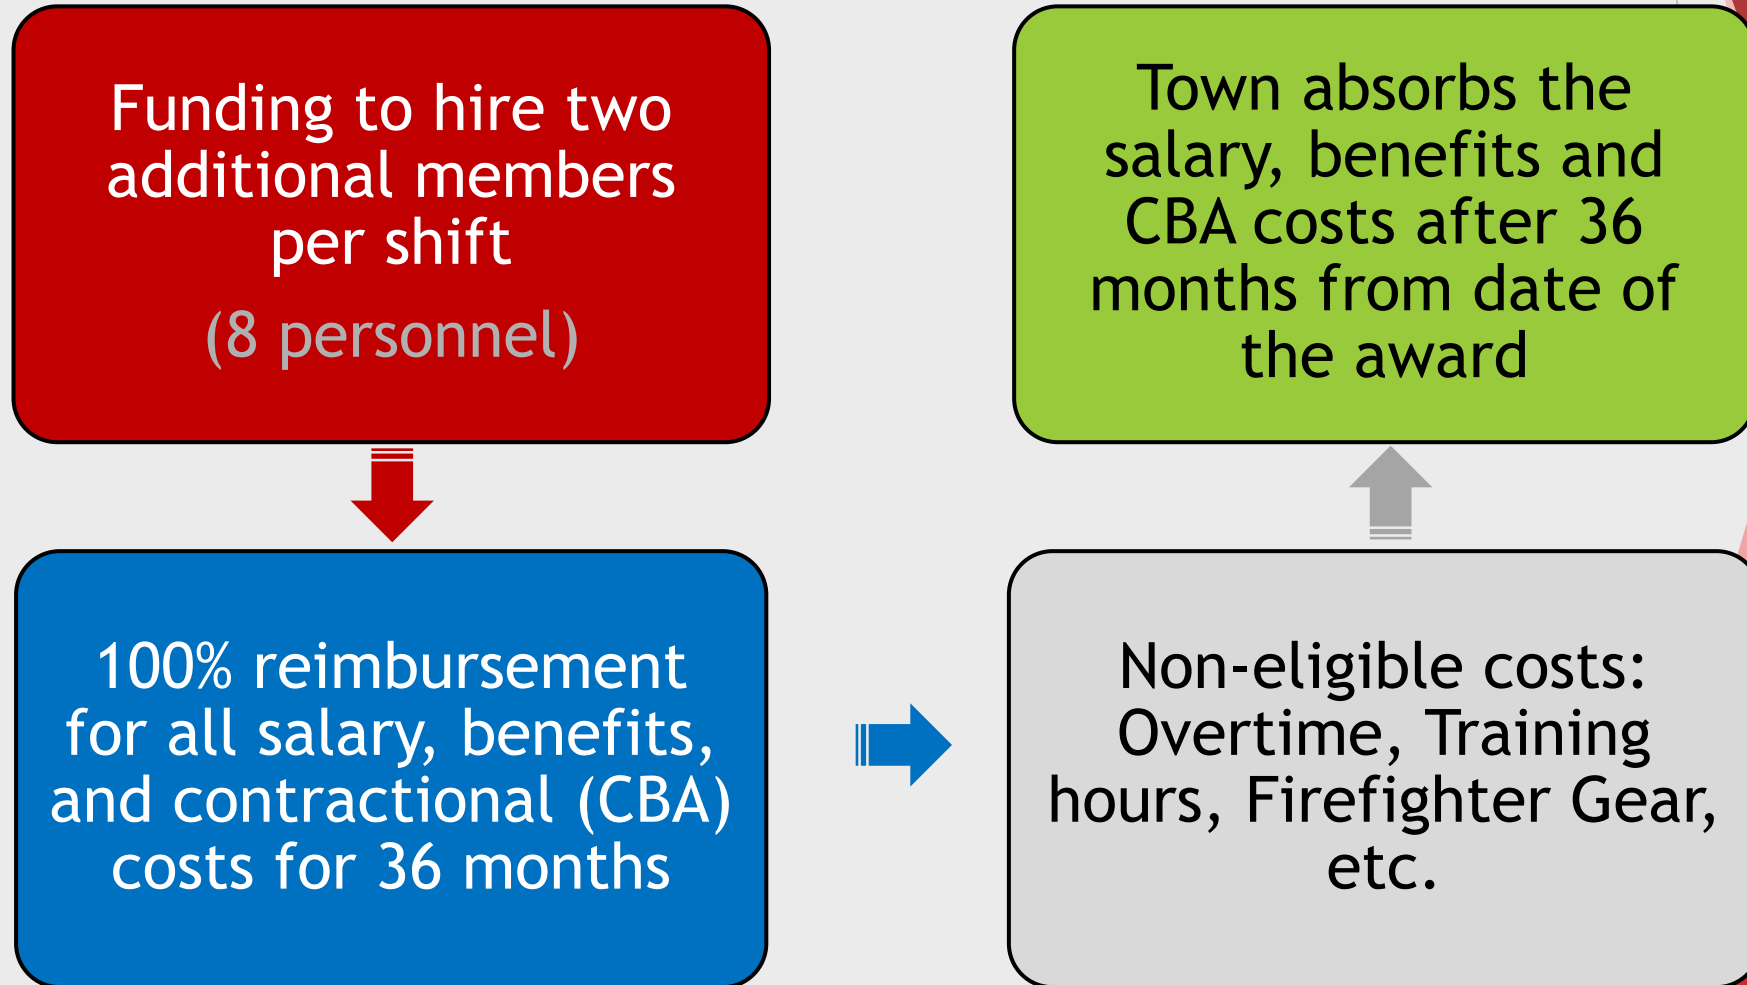 Funding to hire two
additional members
per shift
(8 personnel)
100% reimbursement
for all salary, benefits,
and contractional (CBA)
costs for 36 months
Non-eligible costs:
Overtime, Training
hours, Firefighter Gear,
etc.
Town absorbs the
salary, benefits and
CBA costs after 36
months from date of
the award